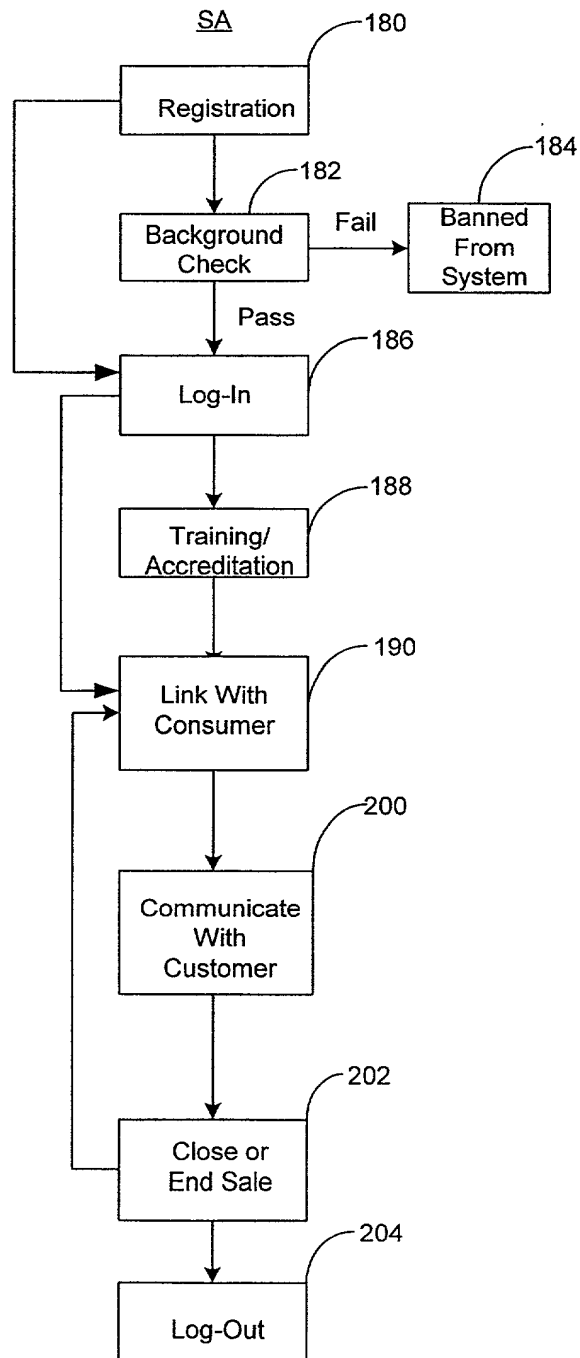 SA
180
Registration
182
184
Background
Check
Fail
Banned
From
System
Pass
186
Log-In
188
Training/
Accreditation
190
Link With
Consumer
200
Communicate
With
Customer
202
Close or
End Sale
204
Log-Out